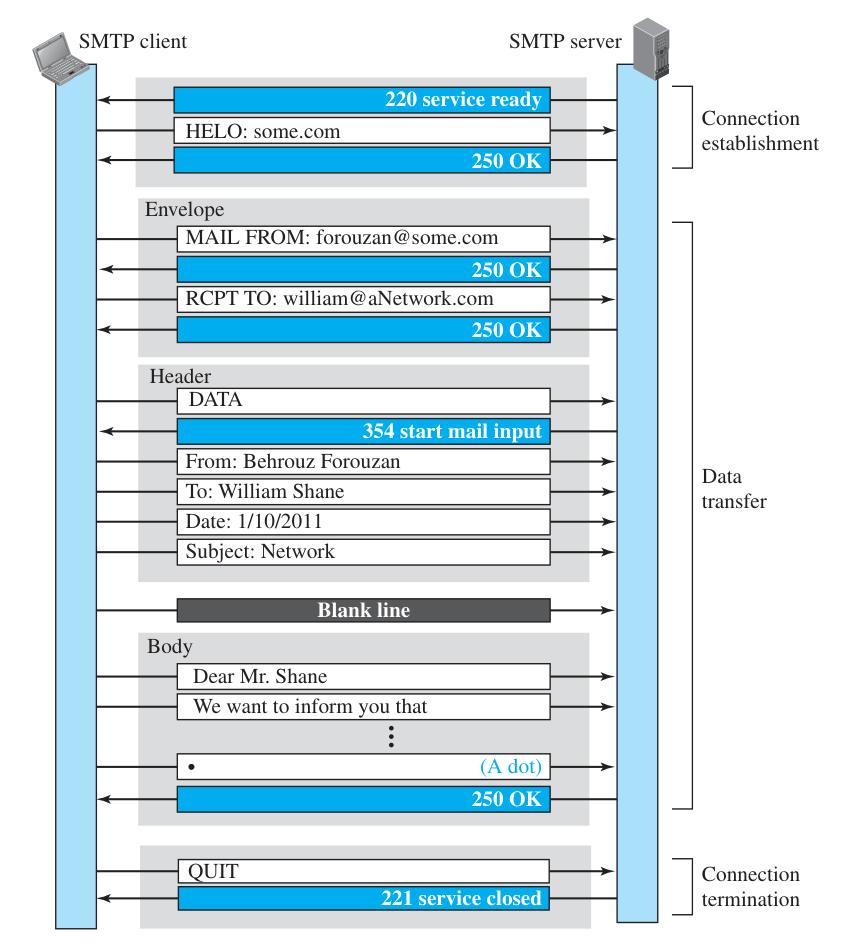 SMTP client
SMTP server
220 service ready
HELO: some.com
250 OK
Connection
establishment
Envelope
MAIL FROM: forouzan@some.com
250 OK
RCPT TO: william@aNetwork.com
250 OK
Header
DATA
354 start mail input
From: Behrouz Forouzan
To: William Shane
Date: 1/10/2011
Subject: Network
Data
transfer
Blank line
Body
Dear Mr. Shane
We want to inform you that
⋮
• (A dot)
250 OK
QUIT
221 service closed
Connection
termination